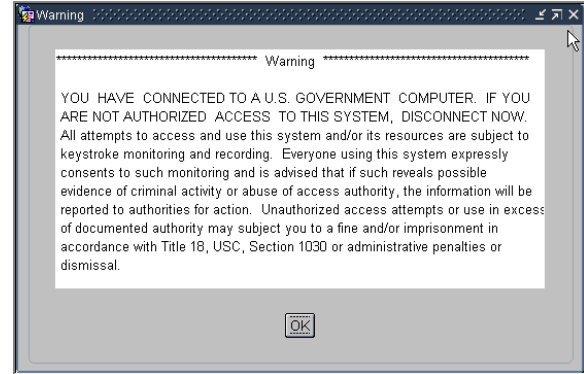 Warning
************************************** Warning ***************************************
YOU HAVE CONNECTED TO A U.S. GOVERNMENT COMPUTER. IF YOU
ARE NOT AUTHORIZED ACCESS TO THIS SYSTEM, DISCONNECT NOW.
All attempts to access and use this system and/or its resources are subject to
keystroke monitoring and recording. Everyone using this system expressly
consents to such monitoring and is advised that if such reveals possible
evidence of criminal activity or abuse of access authority, the information will be
reported to authorities for action. Unauthorized access attempts or use in excess
of documented authority may subject you to a fine and/or imprisonment in
accordance with Title 18, USC, Section 1030 or administrative penalties or
dismissal.
OK